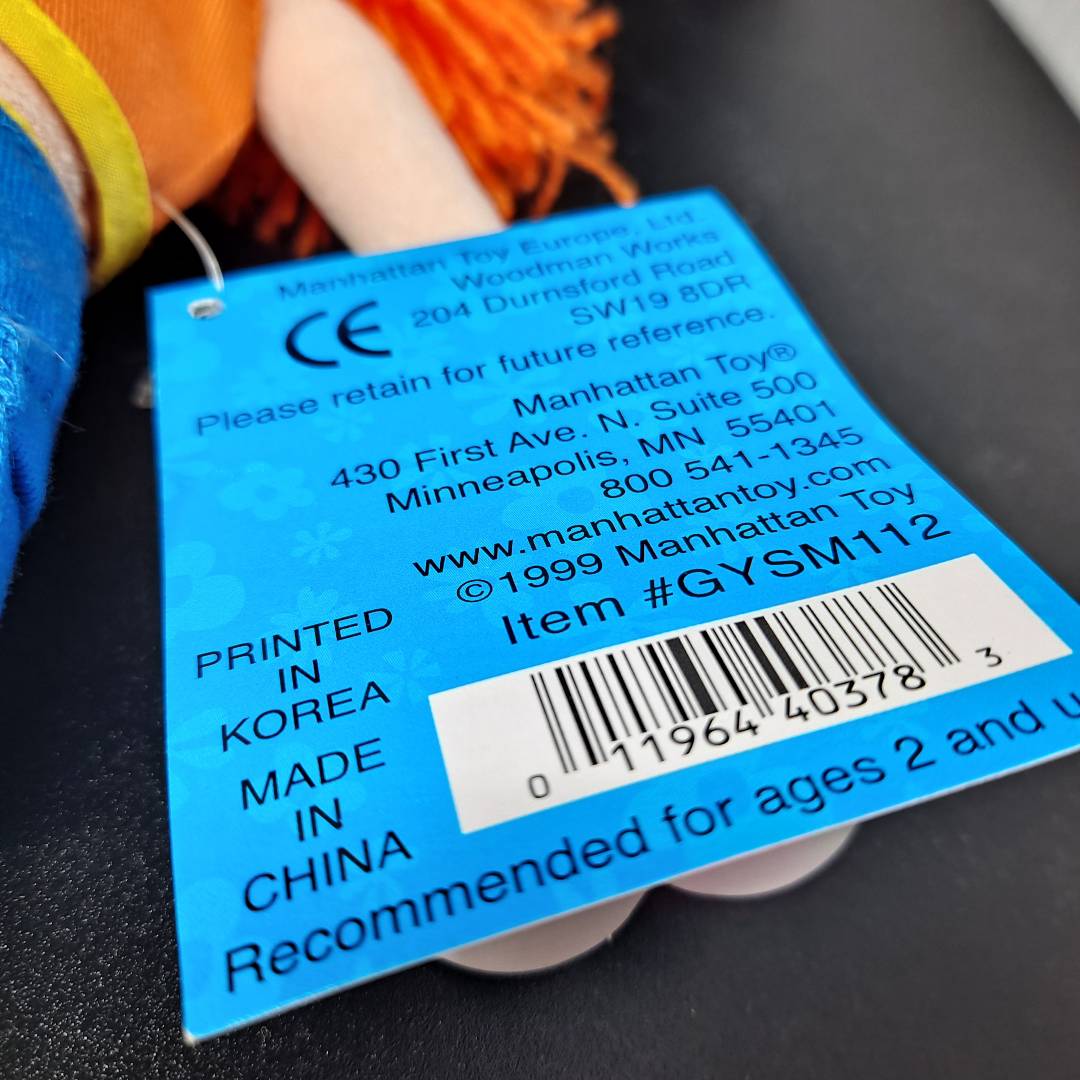 Manhattan Toy Europe, Ltd.
Woodman Works
204 Durnsford Road
SW19 8DR
CE
Please retain for future reference.
Manhattan Toy®
430 First Ave. N. Suite 500
Minneapolis, MN 55401
800 541-1345
www.manhattantoy.com
©1999 Manhattan Toy
Item #GYSM112
PRINTED
IN
KOREA
MADE
IN
CHINA
0 11964 40378 3
Recommended for ages 2 and u